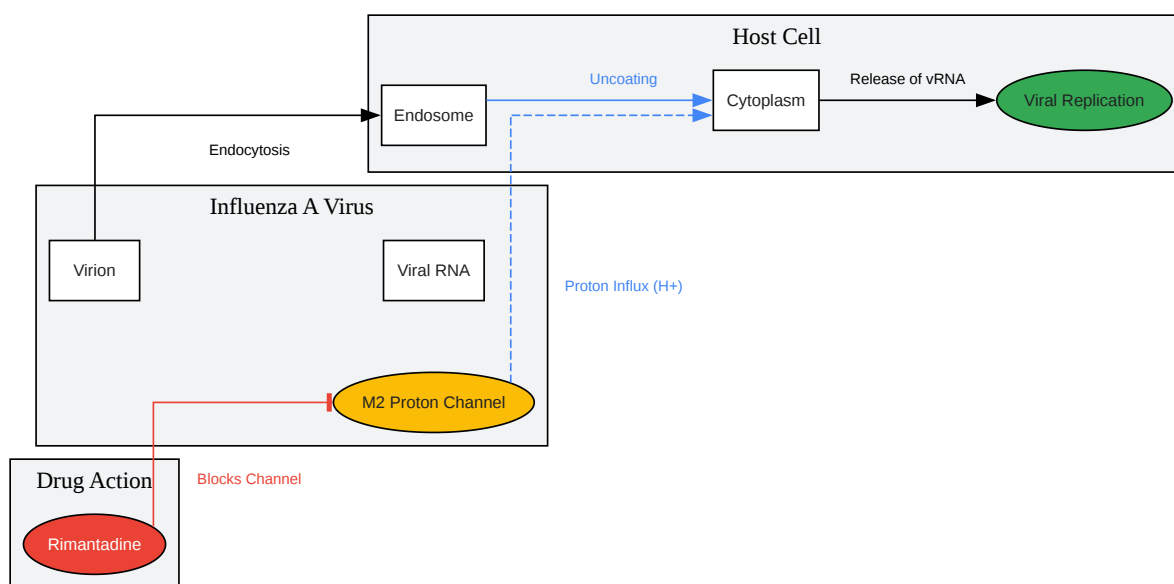 Host Cell
Uncoating
Release of vRNA
Endosome
Cytoplasm
Viral Replication
Endocytosis
Influenza A Virus
Virion
Viral RNA
Proton Influx (H+)
M2 Proton Channel
Drug Action
Blocks Channel
Rimantadine